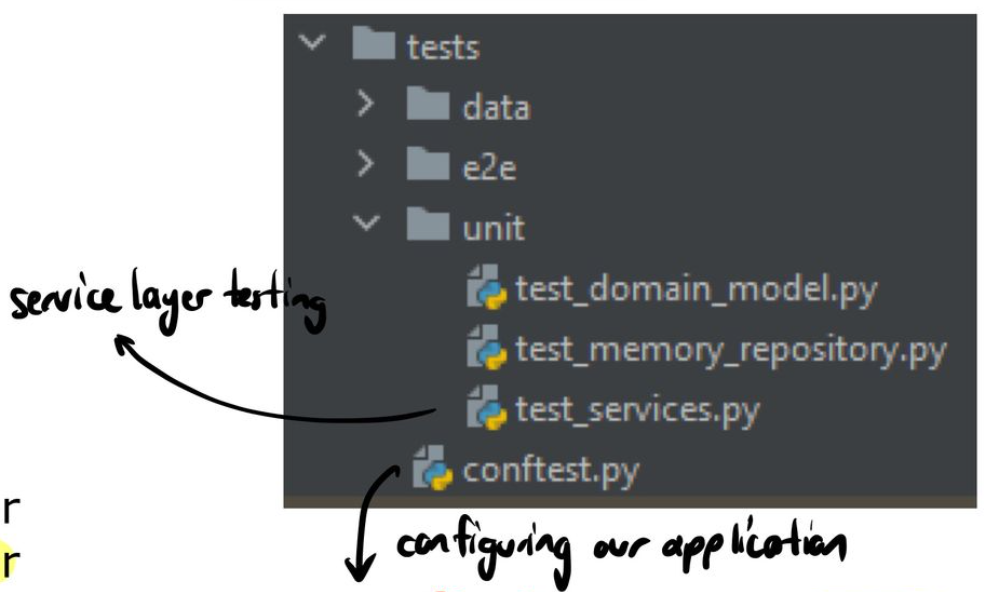 tests
data
e2e
unit
test_domain_model.py
service layer testing
test_memory_repository.py
test_services.py
conftest.py
r
r
configuring our application